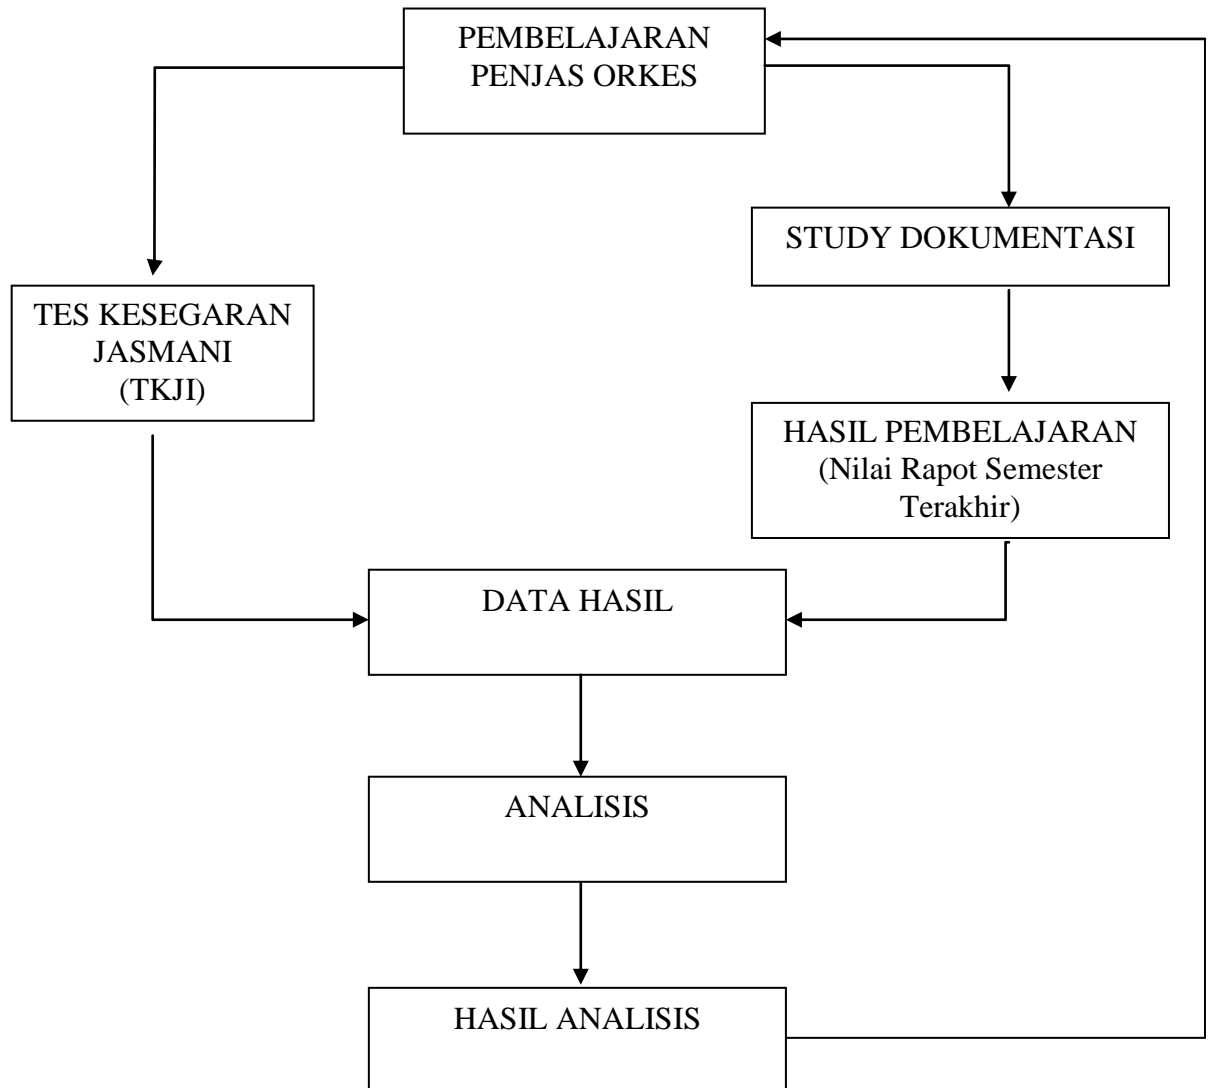 PEMBELAJARAN
PENJAS ORKES
STUDY DOKUMENTASI
TES KESEGARAN
JASMANI
(TKJI)
HASIL PEMBELAJARAN
(Nilai Rapot Semester
Terakhir)
DATA HASIL
ANALISIS
HASIL ANALISIS